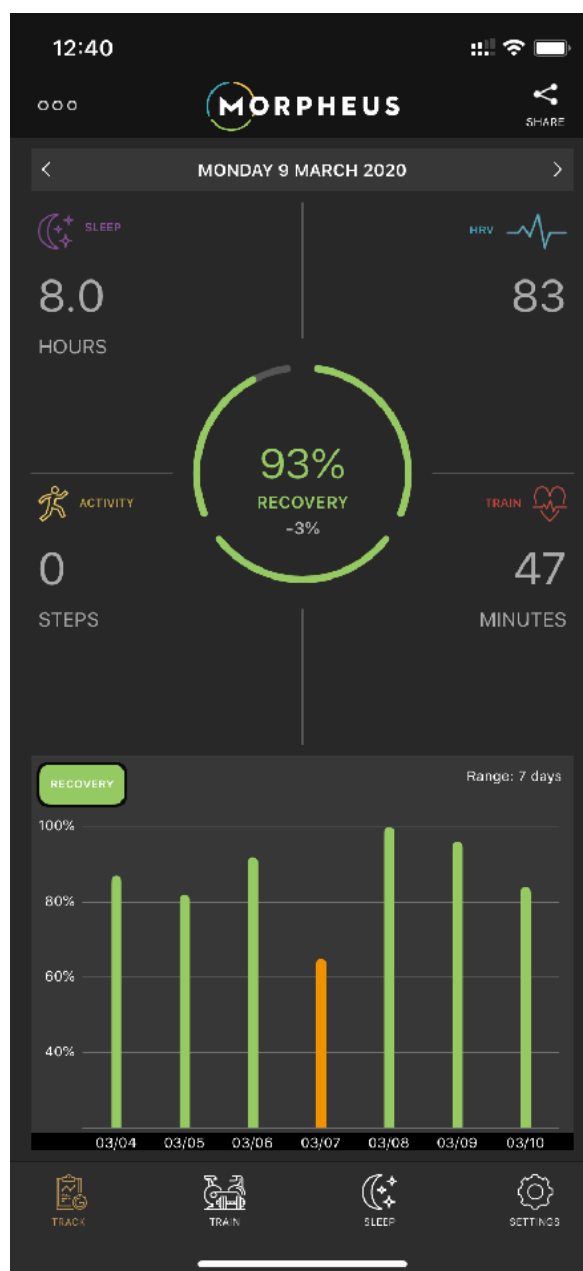 12:40
MORPHEUS
SHARE
MONDAY 9 MARCH 2020
SLEEP
HRV
8.0
83
HOURS
93%
RECOVERY
-3%
ACTIVITY
TRAIN
0
47
STEPS
MINUTES
RECOVERY
Range: 7 days
100%
80%
60%
40%
03/04 03/05 03/06 03/07 03/08 03/09 03/10
TRACK TRAIN SLEEP SETTINGS